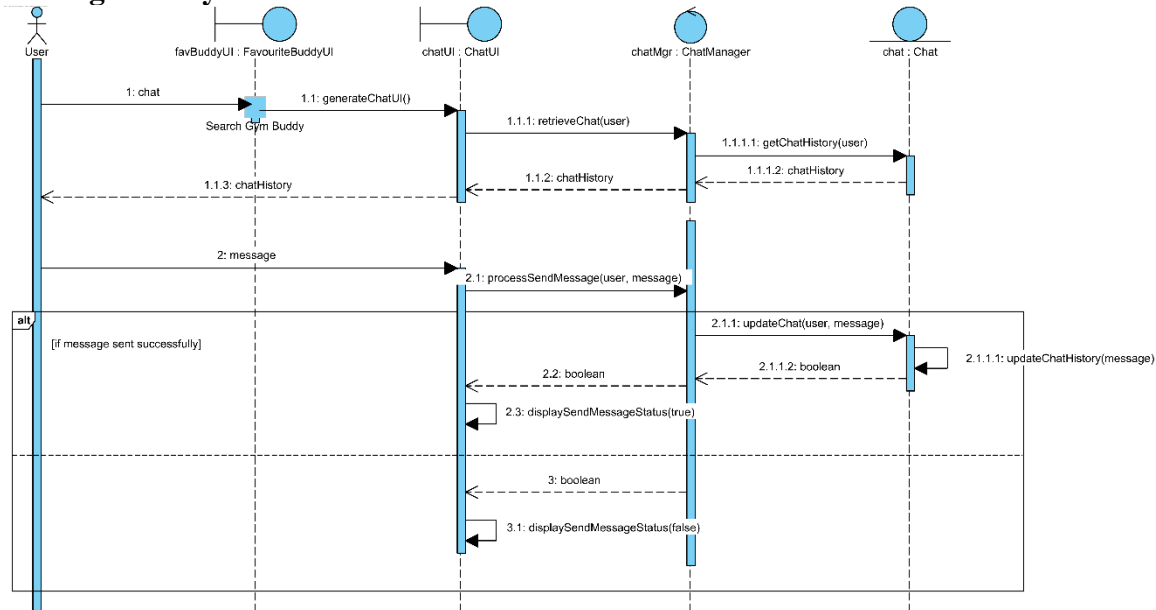 User
favBuddyUI : FavouriteBuddyUI
chatUI : ChatUI
chatMgr : ChatManager
chat : Chat
1: chat
1.1: generateChatUI()
Search Gym Buddy
1.1.1: retrieveChat(user)
1.1.1.1: getChatHistory(user)
1.1.1.2: chatHistory
1.1.2: chatHistory
1.1.3: chatHistory
2: message
2.1: processSendMessage(user, message)
alt
[if message sent successfully]
2.1.1: updateChat(user, message)
2.1.1.1: updateChatHistory(message)
2.1.1.2: boolean
2.2: boolean
2.3: displaySendMessageStatus(true)
3: boolean
3.1: displaySendMessageStatus(false)